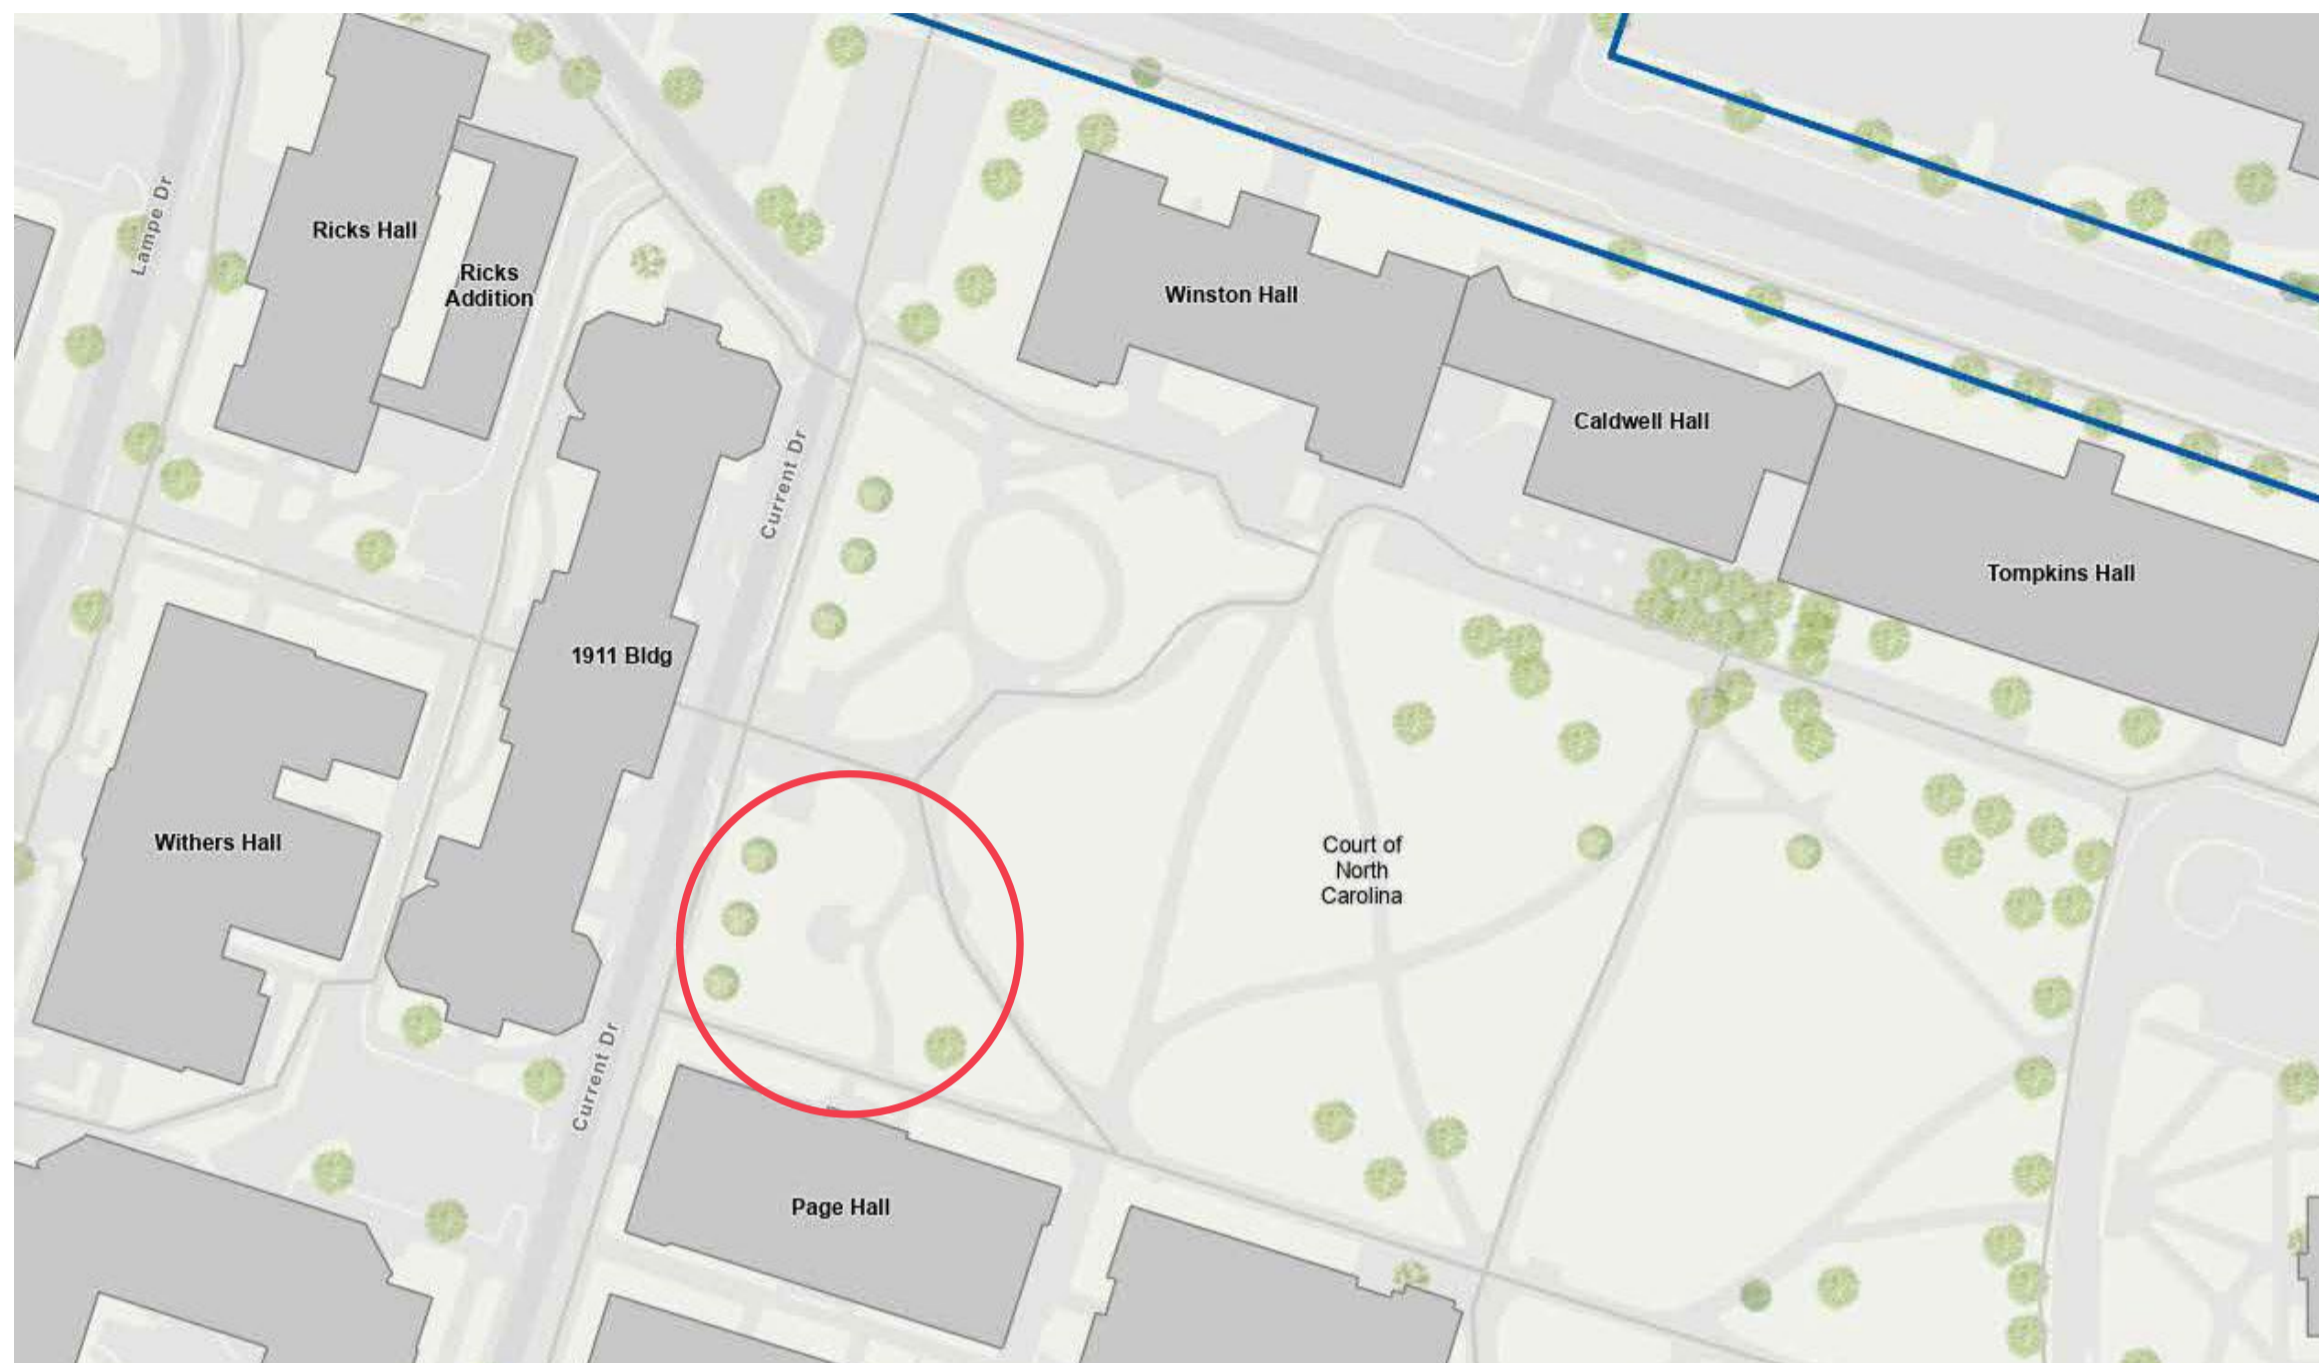 Lampe Dr
Ricks Hall
Ricks
Addition
Winston Hall
Caldwell Hall
Current Dr
Tompkins Hall
1911 Bldg
Withers Hall
Court of
North
Carolina
Current Dr
Page Hall